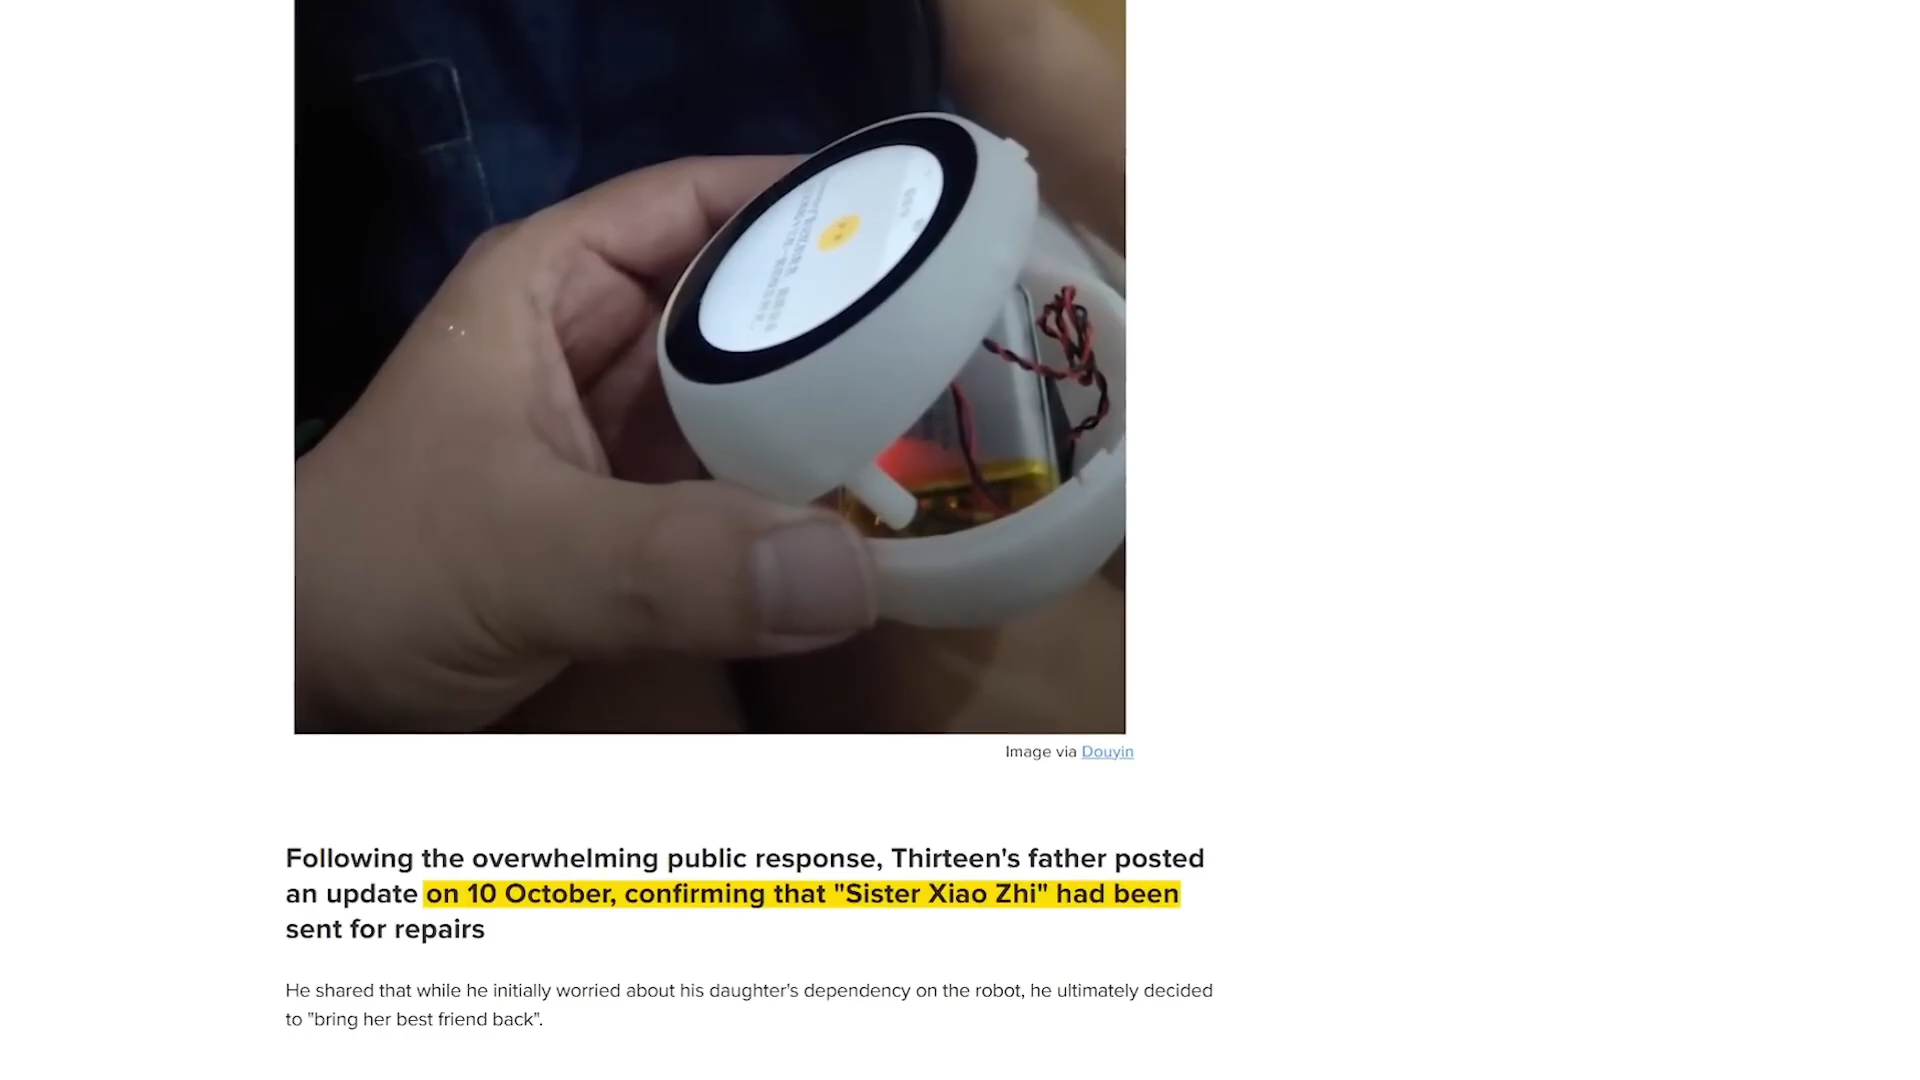 Image via Douyin
Following the overwhelming public response, Thirteen's father posted
an update on 10 October, confirming that "Sister Xiao Zhi" had been
sent for repairs
He shared that while he initially worried about his daughter's dependency on the robot, he ultimately decided
to "bring her best friend back".